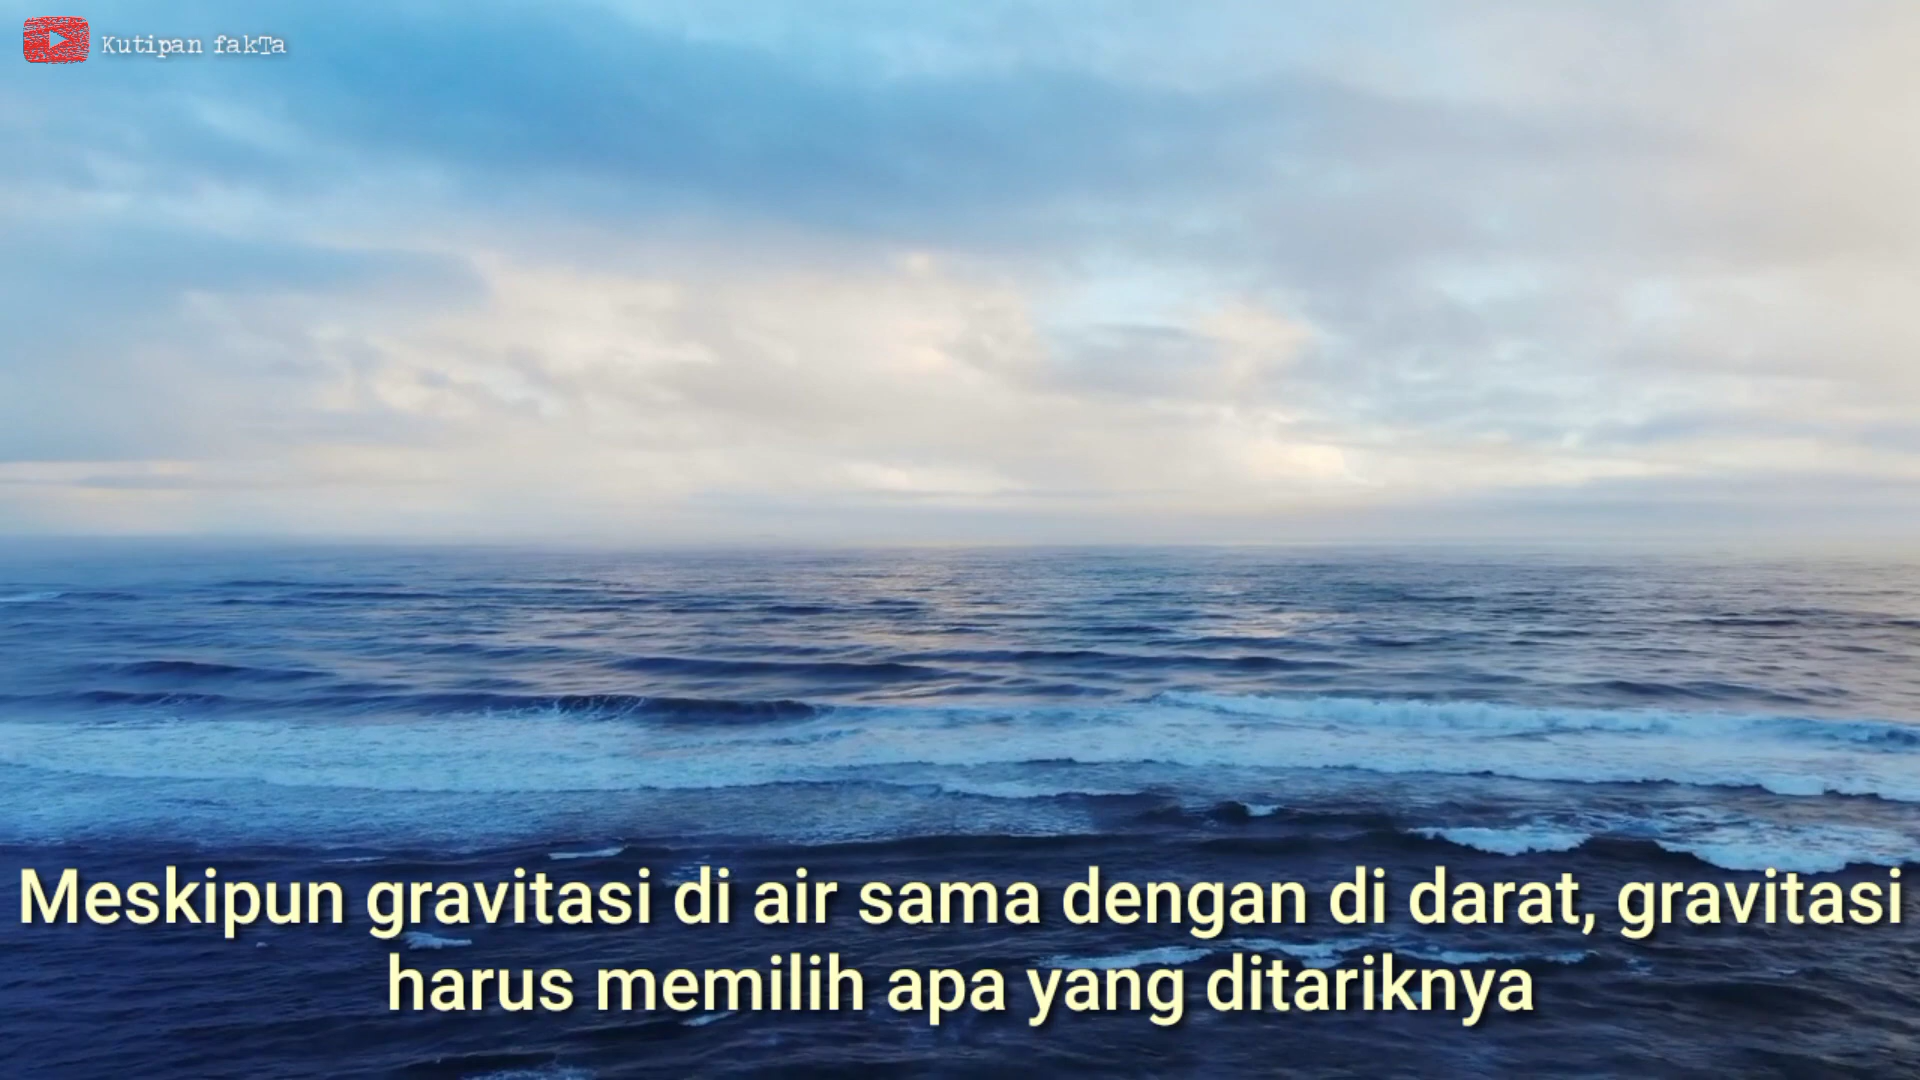 Kutipan fakTa
Meskipun gravitasi di air sama dengan di darat, gravitasi
harus memilih apa yang ditariknya